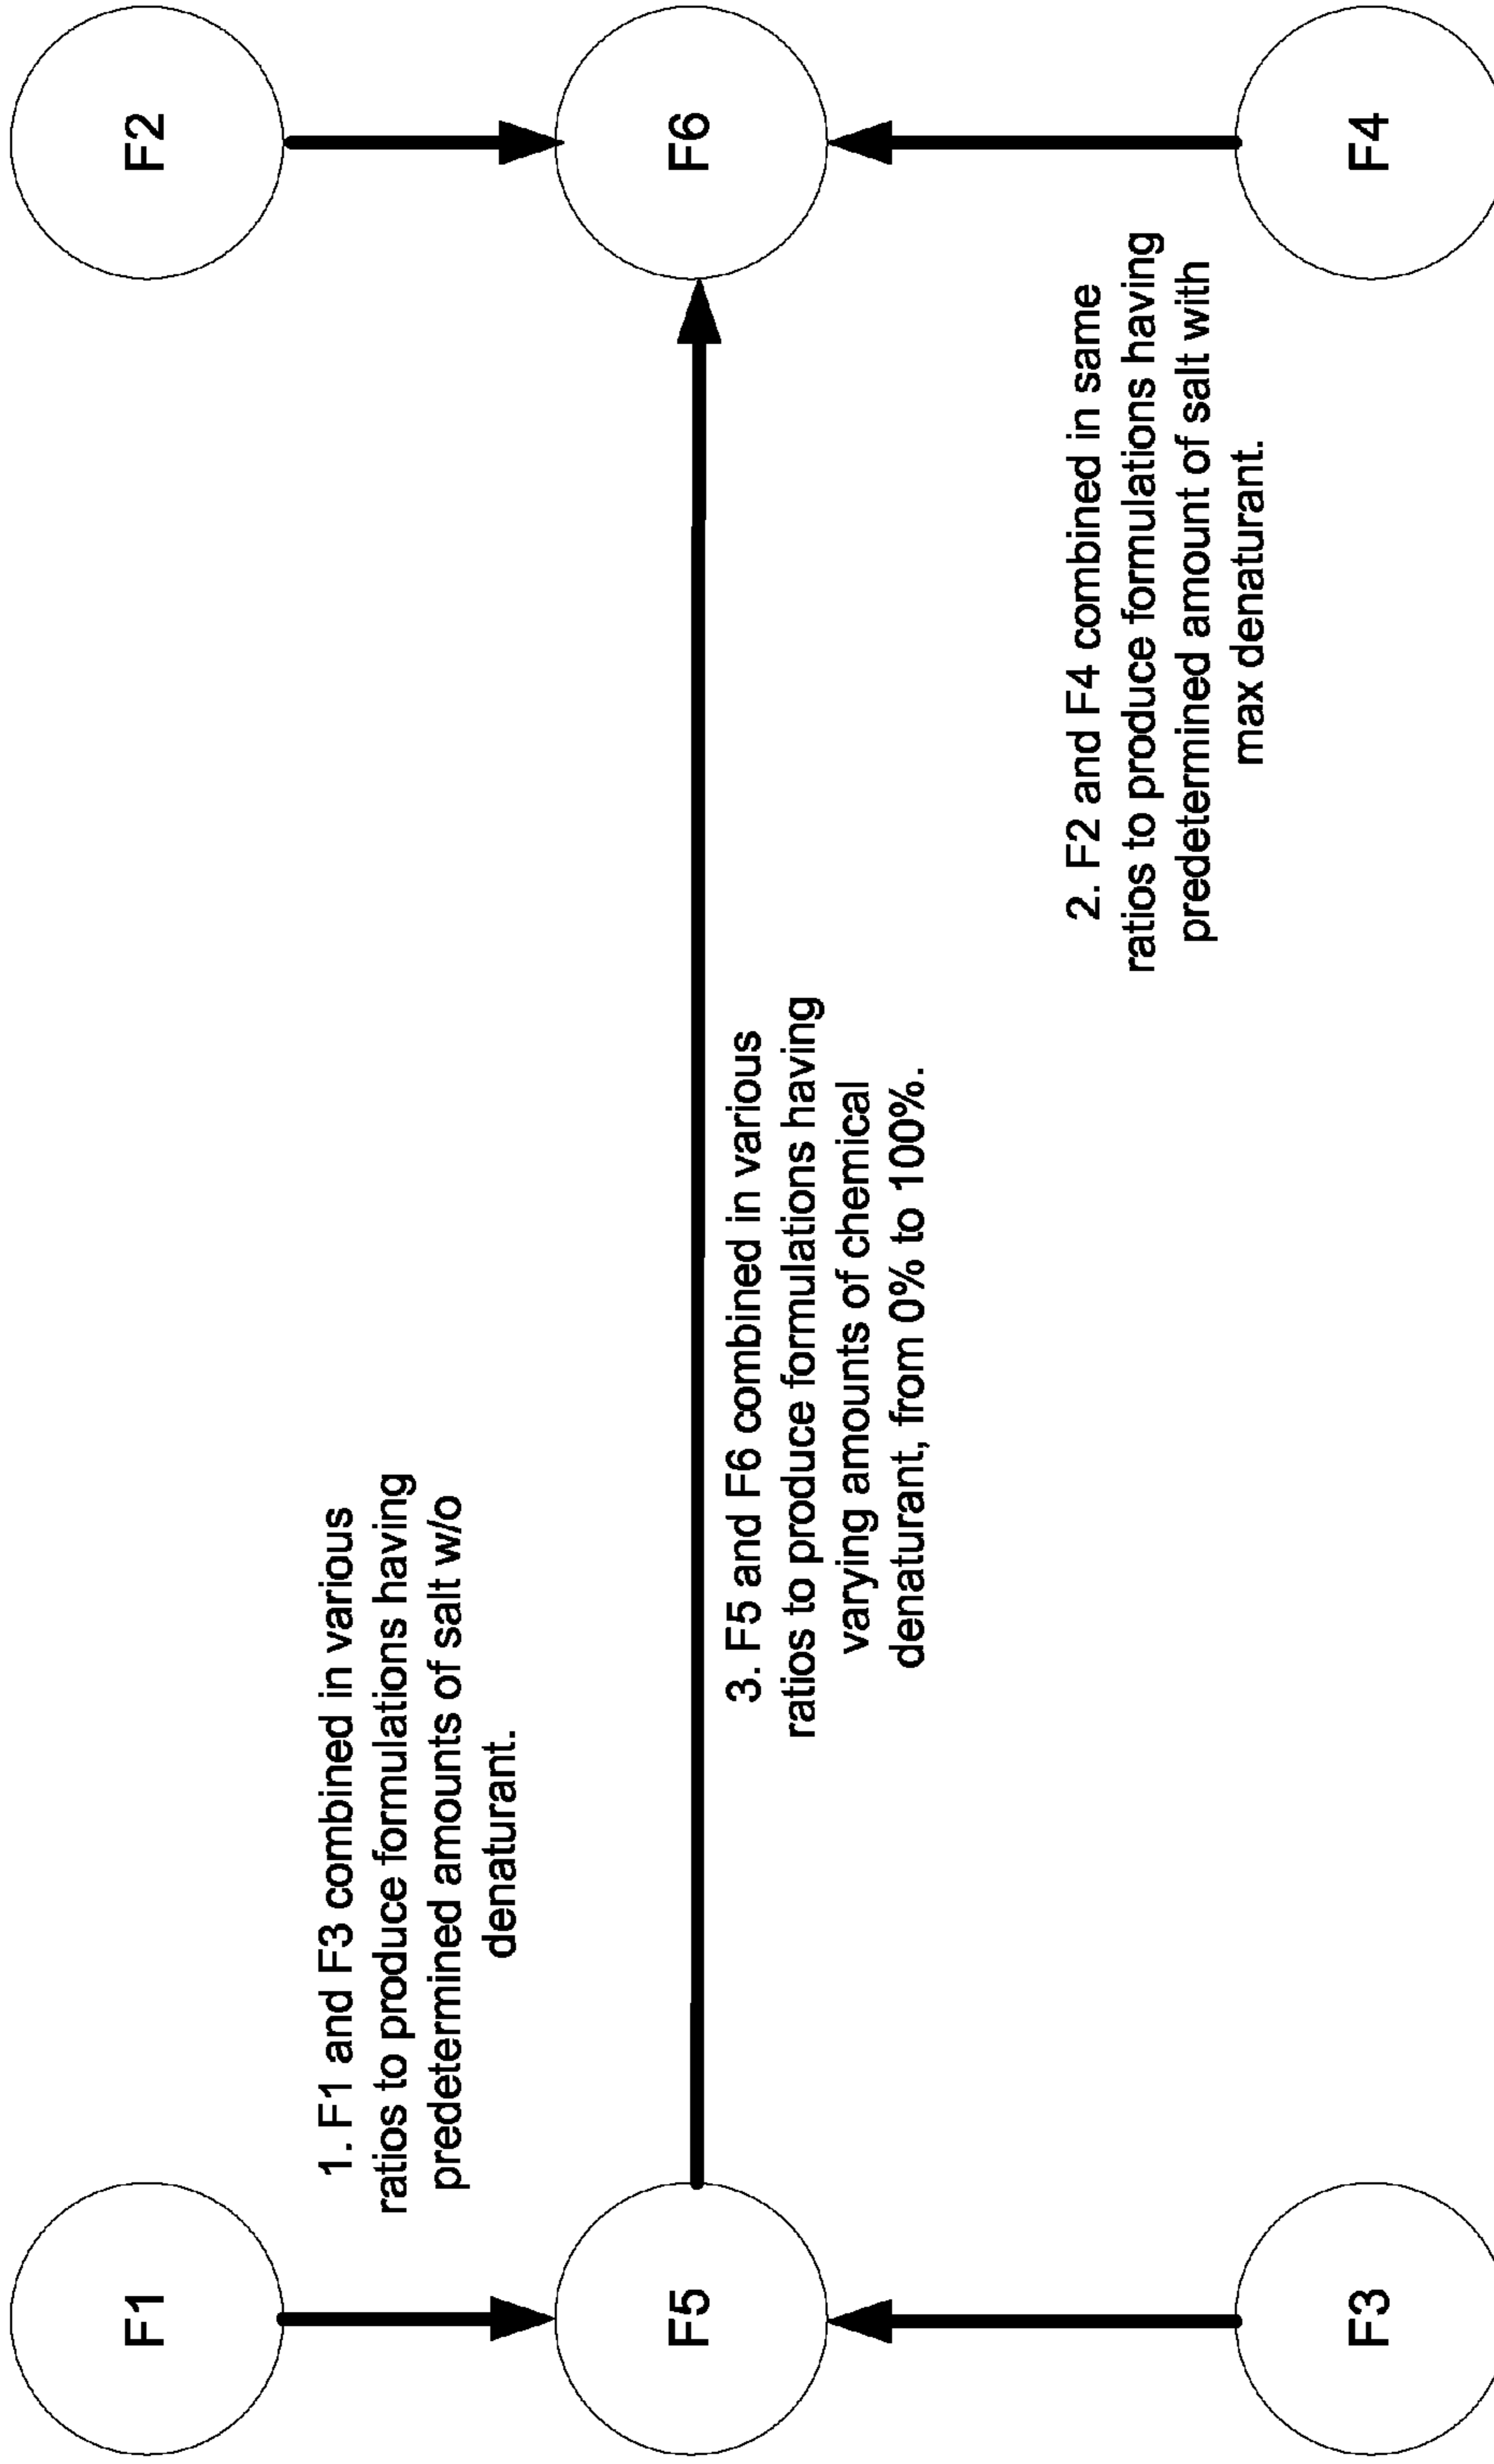 F1
F2
1. F1 and F3 combined in various
ratios to produce formulations having
predetermined amounts of salt w/o
denaturant.
F5
F6
3. F5 and F6 combined in various
ratios to produce formulations having
varying amounts of chemical
denaturant, from 0% to 100%.
2. F2 and F4 combined in same
ratios to produce formulations having
predetermined amount of salt with
max denaturant.
F3
F4